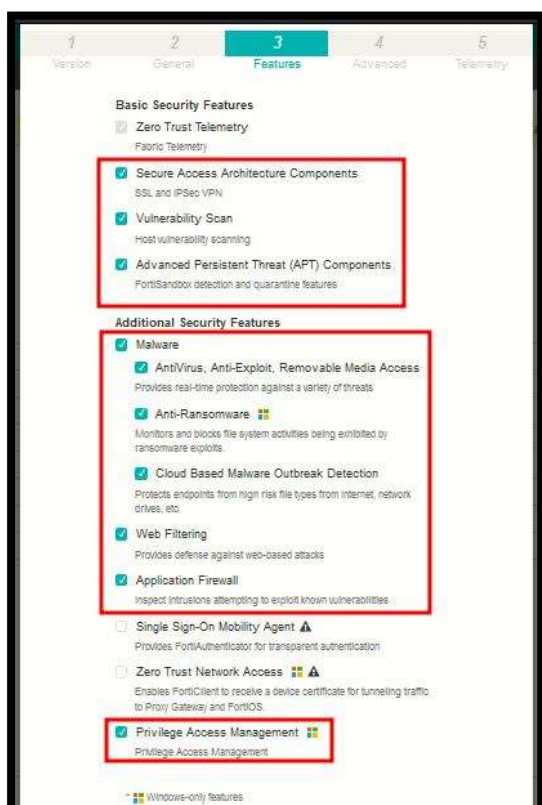 1 2 3 4 5
Version General Features Advanced Telemetry
Basic Security Features
Zero Trust Telemetry
Fabric Telemetry
Secure Access Architecture Components
SSL and IPSec VPN
Vulnerability Scan
Host vulnerability scanning
Advanced Persistent Threat (APT) Components
FortiSandbox detection and quarantine features
Additional Security Features
Malware
AntiVirus, Anti-Exploit, Removable Media Access
Provides real-time protection against a variety of threats
Anti-Ransomware
Monitors and blocks file system activities being exhibited by
ransomware exploits.
Cloud Based Malware Outbreak Detection
Protects endpoints from high risk file types from internet, network
drives, etc
Web Filtering
Provides defense against web-based attacks
Application Firewall
Inspect intrusions attempting to exploit known vulnerabilities
Single Sign-On Mobility Agent
Provides FortiAuthenticator for transparent authentication
Zero Trust Network Access
Enables FortiClient to receive a device certificate for tunneling traffic
to Proxy Gateway and FortiOS.
Privilege Access Management
Privilege Access Management
* Windows-only features